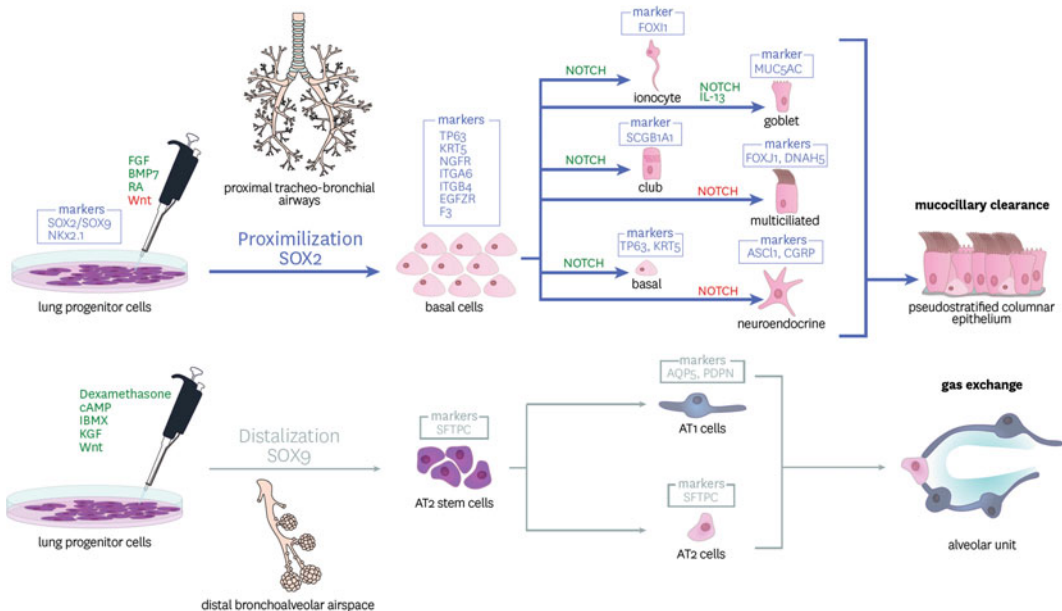 marker
FOXI1
NOTCH
ionocyte
marker
MUC5AC
NOTCH
IL-13
goblet
markers
TP63
KRT5
NGFR
ITGA6
ITGB4
EGFZR
F3
marker
SCGB1A1
NOTCH
club
markers
FOXJ1, DNAH5
NOTCH
multiciliated
FGF
BMP7
RA
Wnt
proximal tracheo-bronchial
airways
markers
SOX2/SOX9
NKx2.1
lung progenitor cells
Proximilization
SOX2
basal cells
markers
TP63, KRT5
NOTCH
basal
markers
ASCl1, CGRP
NOTCH
neuroendocrine
mucocillary clearance
pseudostratified columnar
epithelium
Dexamethasone
cAMP
IBMX
KGF
Wnt
lung progenitor cells
Distalization
SOX9
distal bronchoalveolar airspace
markers
SFTPC
AT2 stem cells
markers
AQP5, PDPN
AT1 cells
markers
SFTPC
AT2 cells
gas exchange
alveolar unit